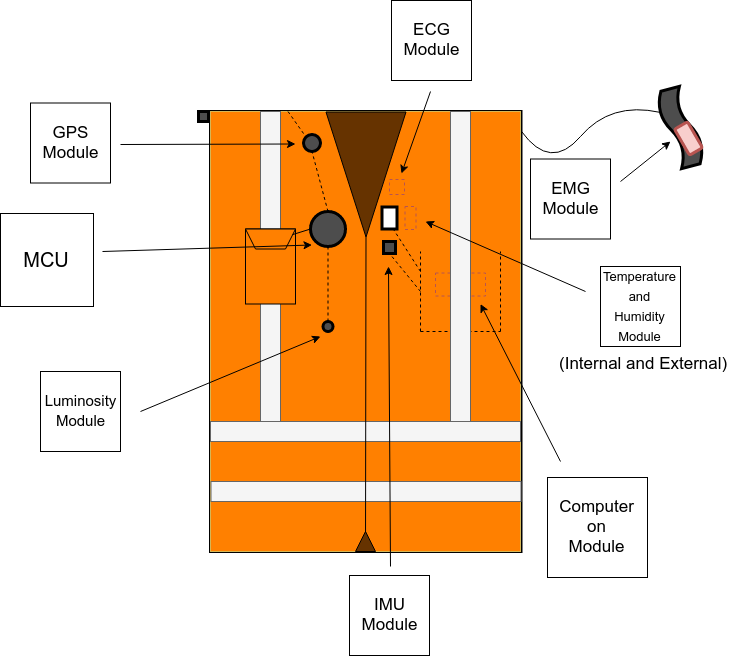 ECG
Module
GPS
Module
EMG
Module
MCU
Temperature
and
Humidity
Module
(Internal and External)
Luminosity
Module
Computer
on
Module
IMU
Module